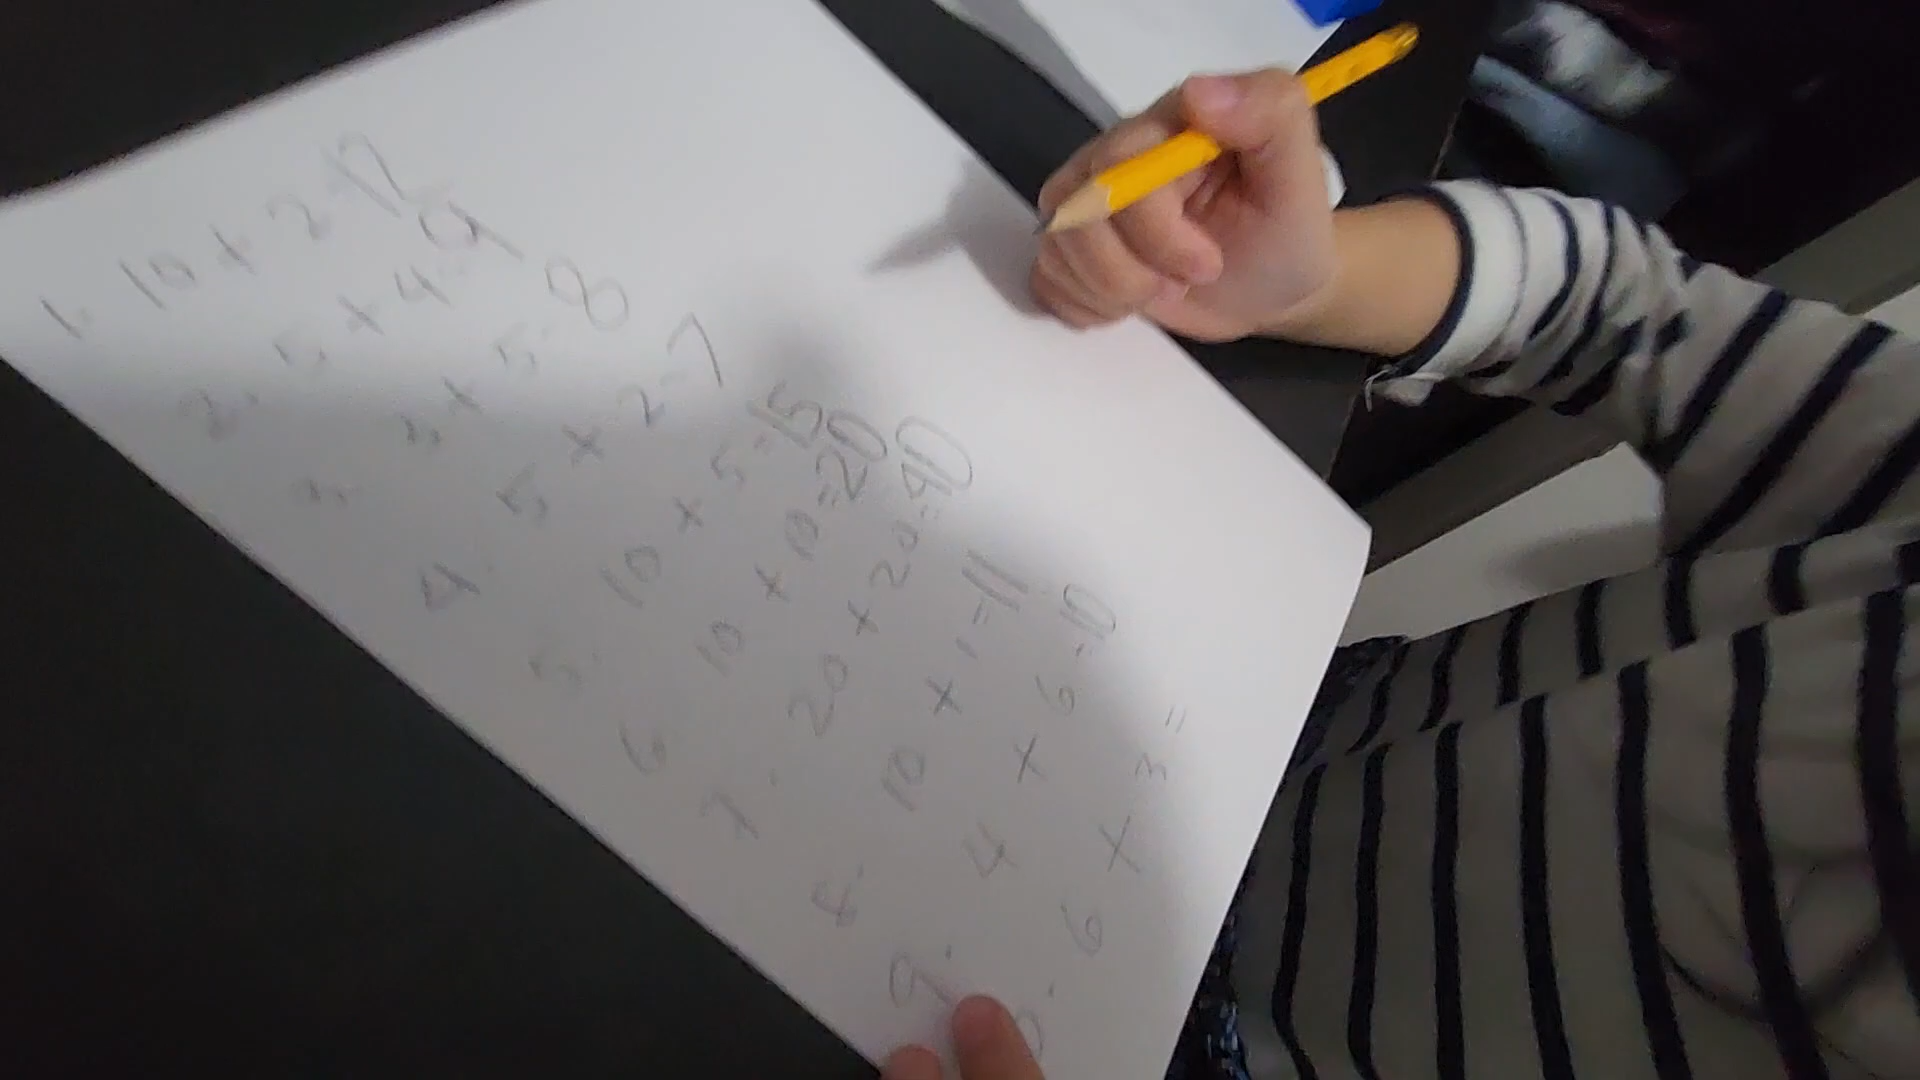 1. 10 + 2 = 12
2. 5 + 4 = 9
3. 3 + 5 = 8
4. 5 + 2 = 7
5. 10 + 5 = 15
6. 10 + 10 = 20
7. 20 + 20 = 40
8. 10 + 1 = 11
9. 4 + 6 = 10
0. 6 + 3 =